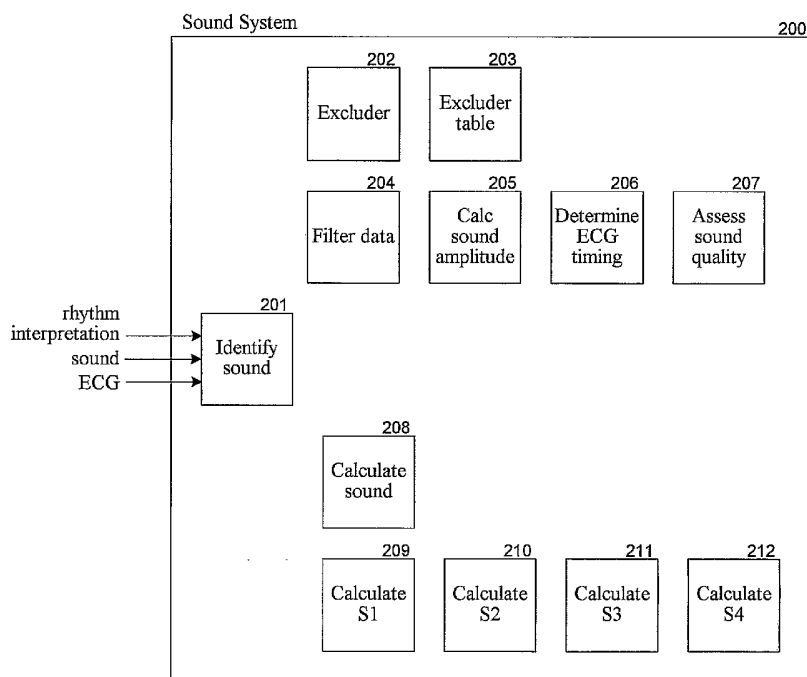 Sound System
200
202
203
Excluder
Excluder
table
204
205
206
207
Filter data
Calc
sound
amplitude
Determine
ECG
timing
Assess
sound
quality
201
rhythm
interpretation
sound
ECG
Identify
sound
208
Calculate
sound
209
210
211
212
Calculate
S1
Calculate
S2
Calculate
S3
Calculate
S4